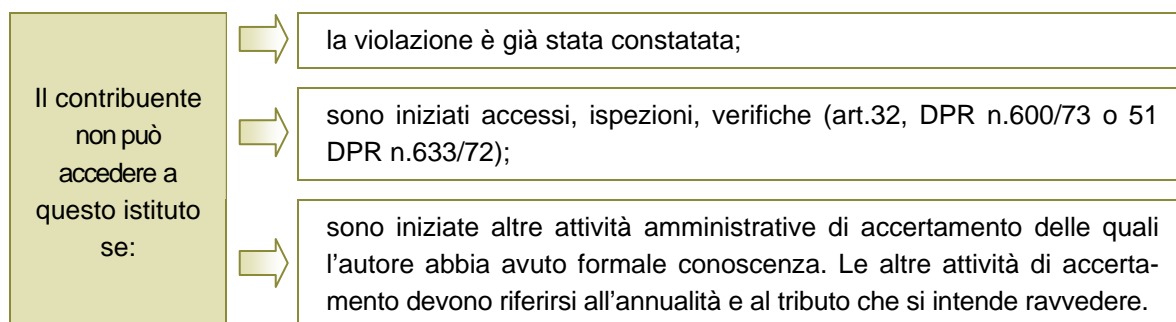 Il contribuente
non può
accedere a
questo istituto
se:
la violazione è già stata constatata;
sono iniziati accessi, ispezioni, verifiche (art.32, DPR n.600/73 o 51
DPR n.633/72);
sono iniziate altre attività amministrative di accertamento delle quali
l'autore abbia avuto formale conoscenza. Le altre attività di accerta-
mento devono riferirsi all'annualità e al tributo che si intende ravvedere.